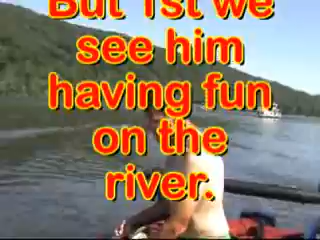 But 1st we
see him
having fun
on the
river.